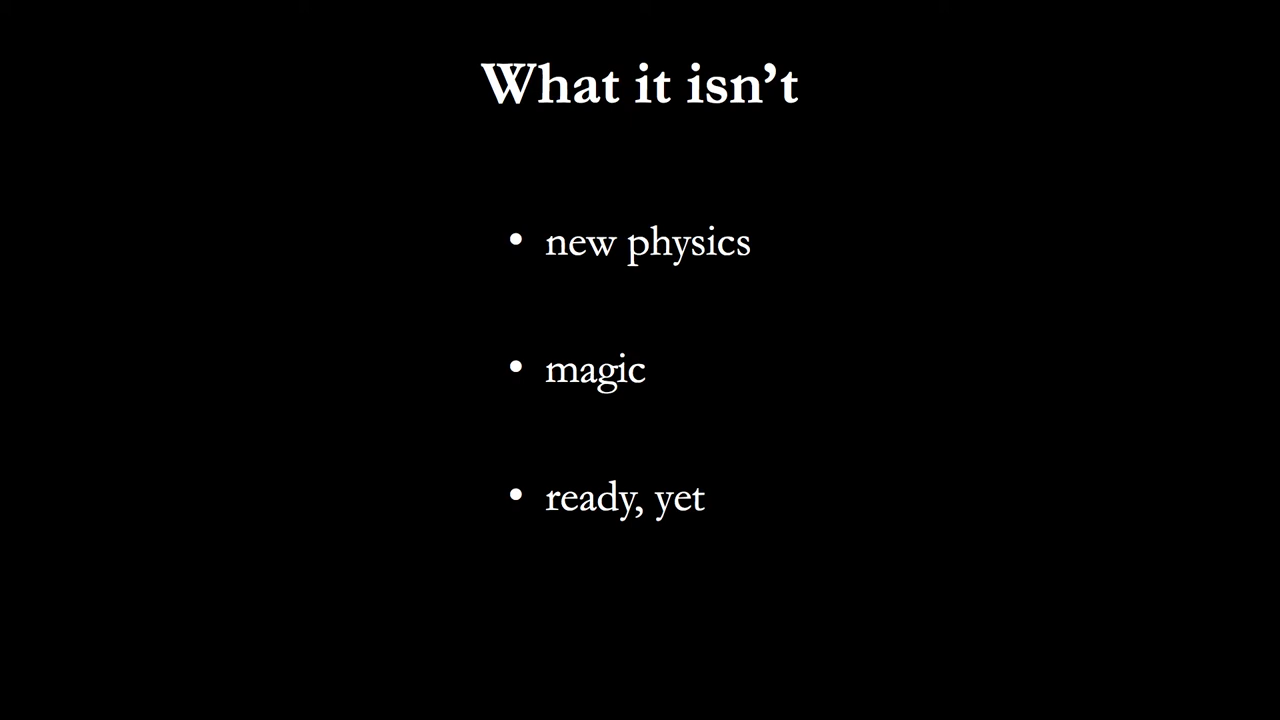 What it isn’t
• new physics
• magic
• ready, yet